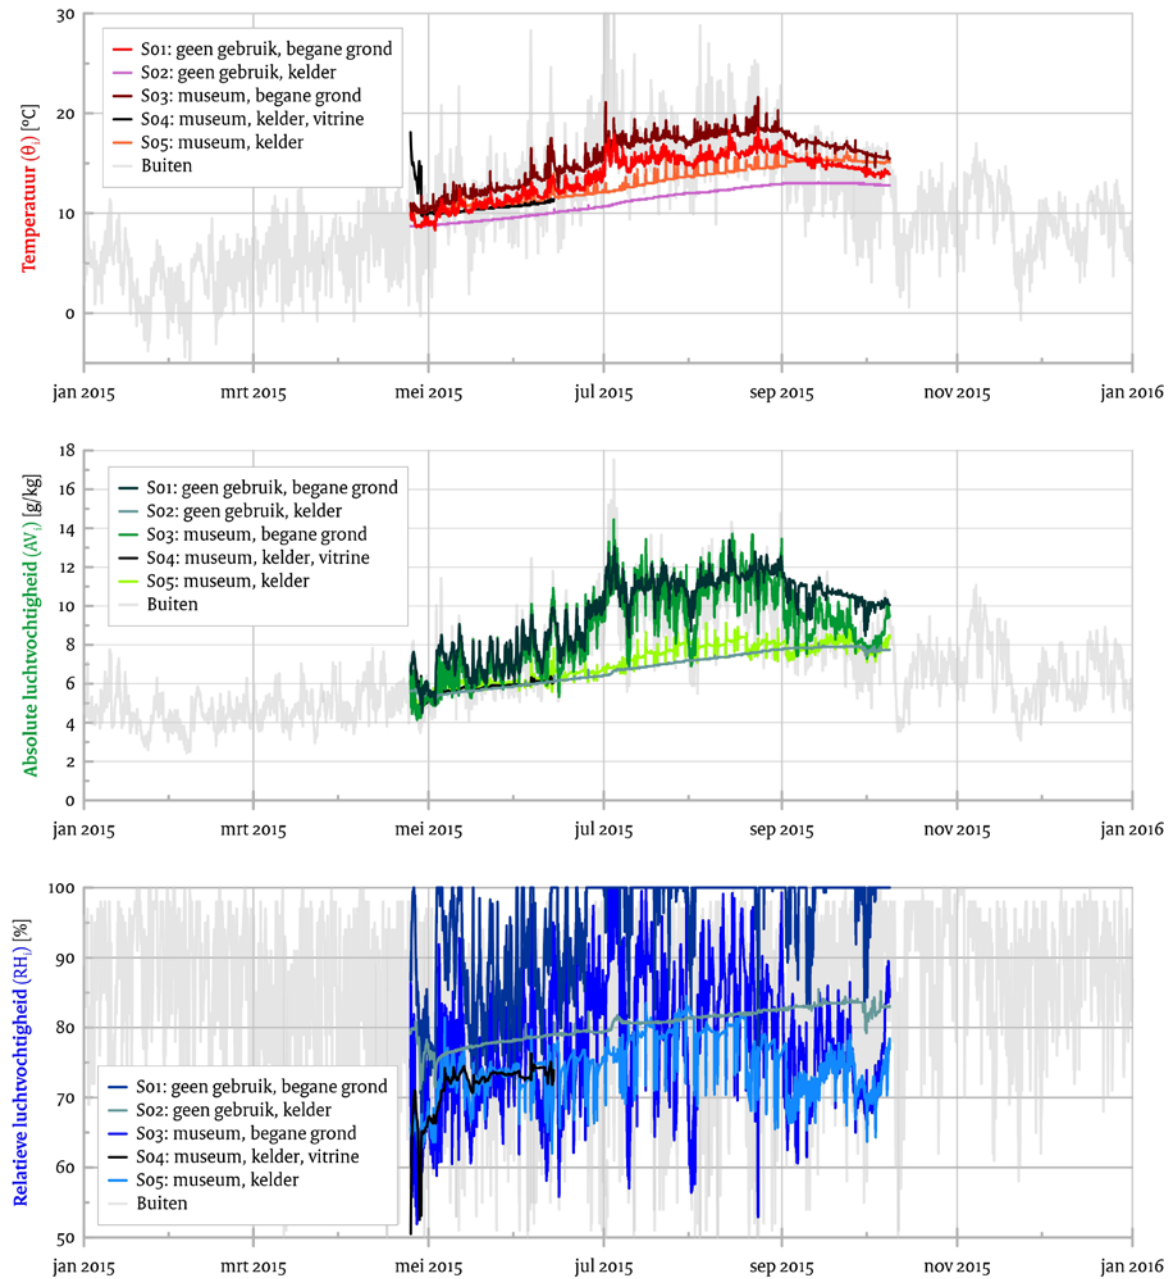 30
20
10
0
Temperatuur (θi) [°C]
S01: geen gebruik, begane grond
S02: geen gebruik, kelder
S03: museum, begane grond
S04: museum, kelder, vitrine
S05: museum, kelder
Buiten
jan 2015 mrt 2015 mei 2015 jul 2015 sep 2015 nov 2015 jan 2016
18
16
14
12
10
8
6
4
2
0
Absolute luchtvochtigheid (AVi) [g/kg]
S01: geen gebruik, begane grond
S02: geen gebruik, kelder
S03: museum, begane grond
S04: museum, kelder, vitrine
S05: museum, kelder
Buiten
jan 2015 mrt 2015 mei 2015 jul 2015 sep 2015 nov 2015 jan 2016
100
90
80
70
60
50
Relatieve luchtvochtigheid (RHi) [%]
S01: geen gebruik, begane grond
S02: geen gebruik, kelder
S03: museum, begane grond
S04: museum, kelder, vitrine
S05: museum, kelder
Buiten
jan 2015 mrt 2015 mei 2015 jul 2015 sep 2015 nov 2015 jan 2016